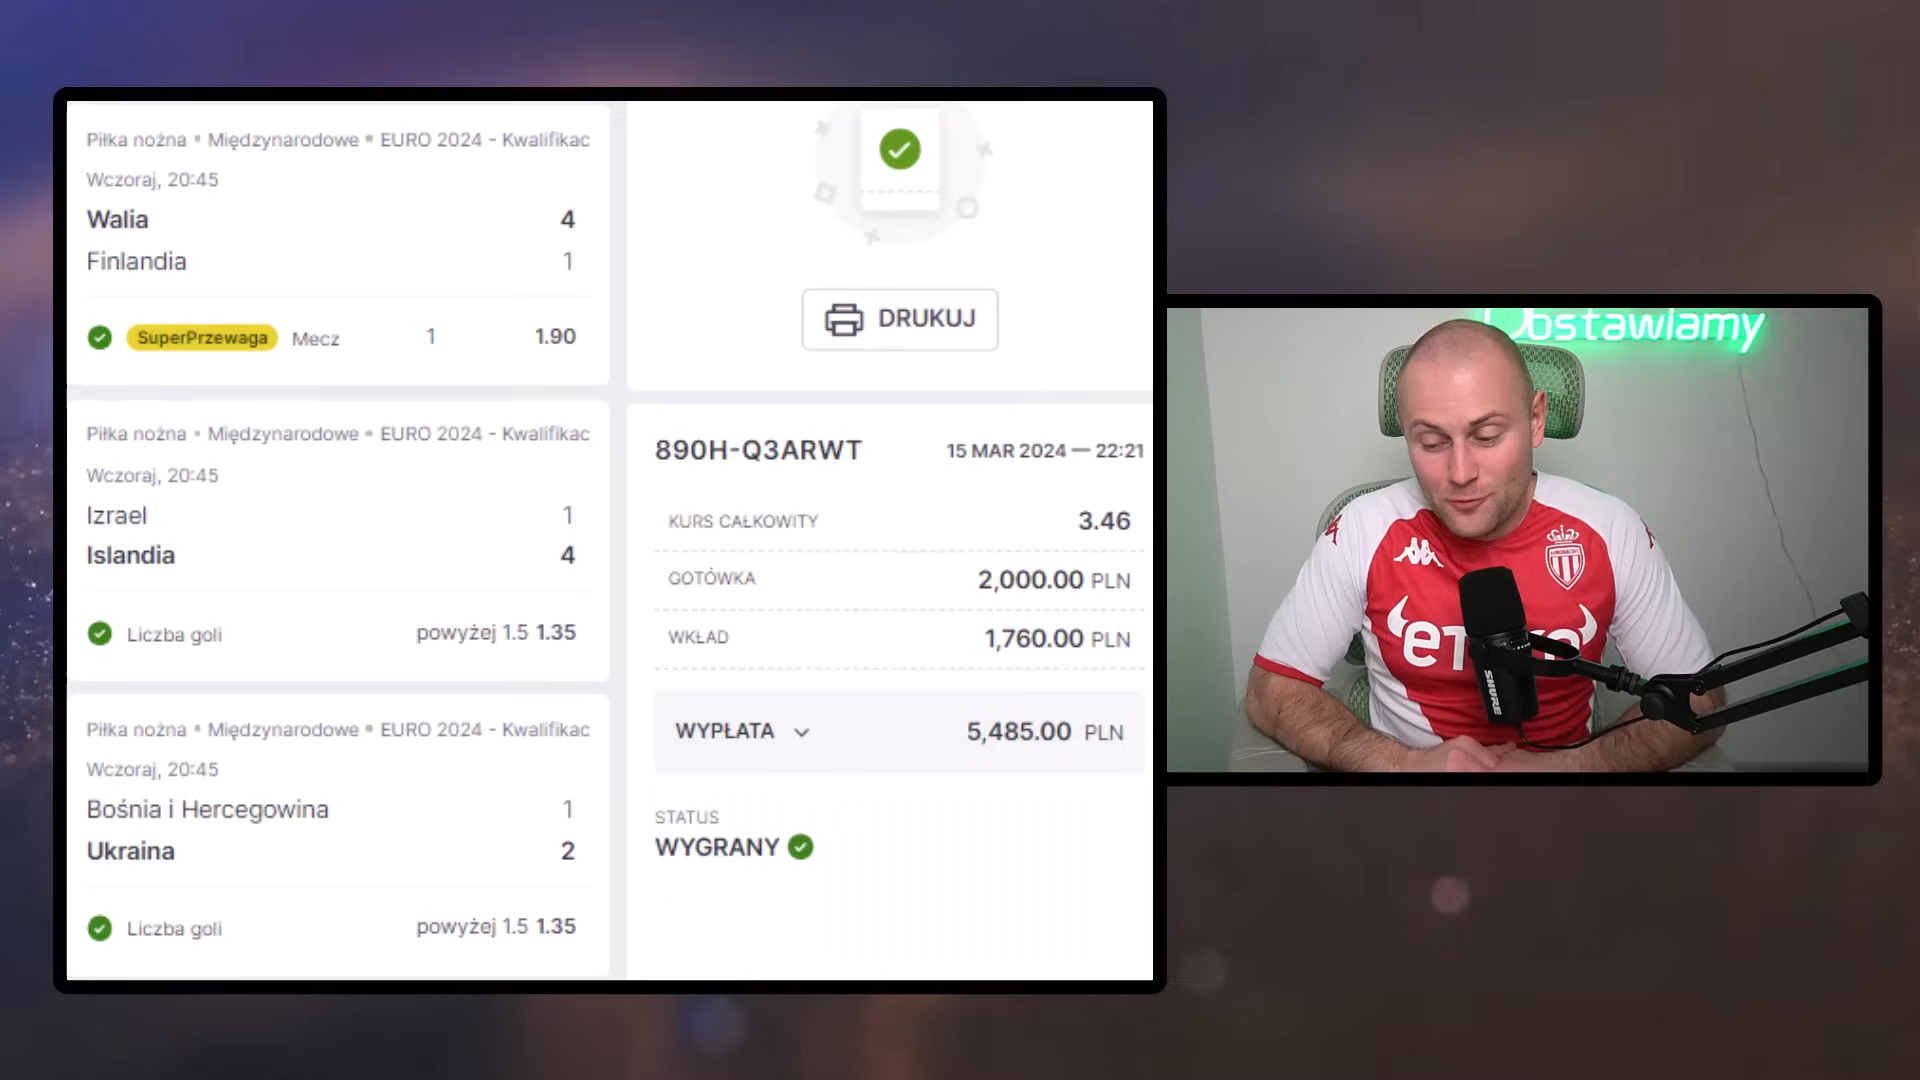 Piłka nożna • Międzynarodowe • EURO 2024 - Kwalifikac
Wczoraj, 20:45
Walia 4
Finlandia 1
SuperPrzewaga Mecz 1 1.90
Piłka nożna • Międzynarodowe • EURO 2024 - Kwalifikac
Wczoraj, 20:45
Izrael 1
Islandia 4
Liczba goli powyżej 1.5 1.35
Piłka nożna • Międzynarodowe • EURO 2024 - Kwalifikac
Wczoraj, 20:45
Bośnia i Hercegowina 1
Ukraina 2
Liczba goli powyżej 1.5 1.35
DRUKUJ
890H-Q3ARWT 15 MAR 2024 — 22:21
KURS CAŁKOWITY 3.46
GOTÓWKA 2,000.00 PLN
WKŁAD 1,760.00 PLN
WYPŁATA 5,485.00 PLN
STATUS
WYGRANY
Obstawiamy
SHURE